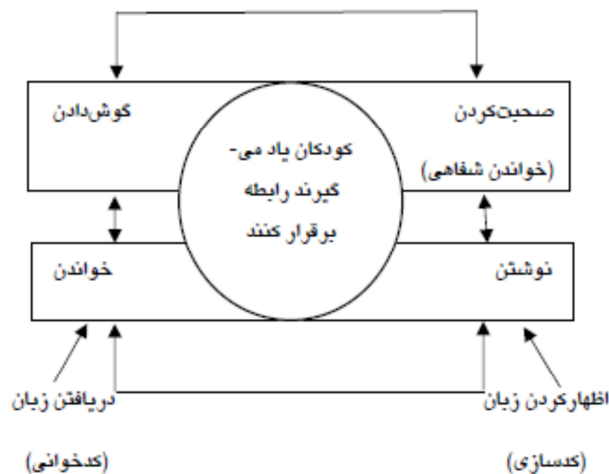 صحبت‌کردن
(خواندن شفاهی)
گوش‌دادن
کودکان یاد می-
گیرند رابطه
برقرار کنند
نوشتن
خواندن
اظهارکردن زبان
(کدسازی)
دریافتن زبان
(کدخوانی)